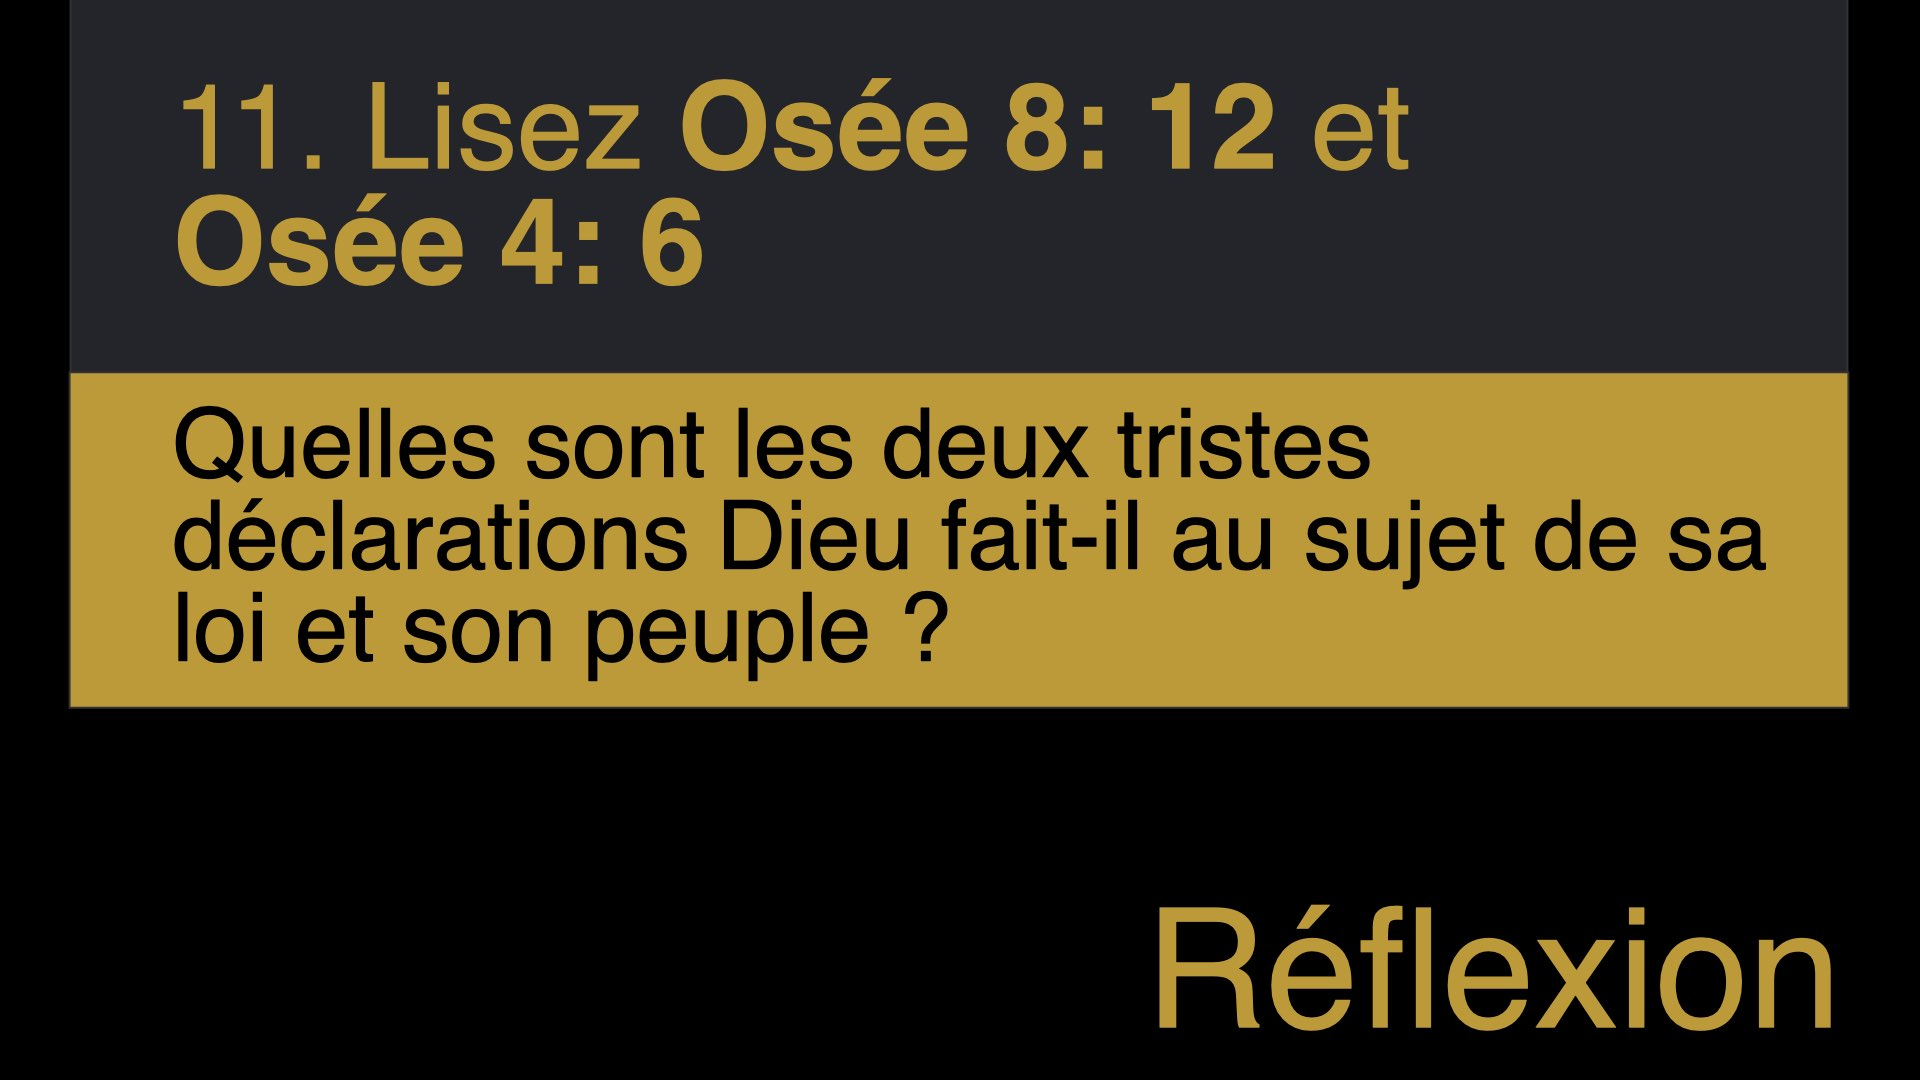 11. Lisez Osée 8: 12 et
Osée 4: 6
Quelles sont les deux tristes
déclarations Dieu fait-il au sujet de sa
loi et son peuple ?
Réflexion